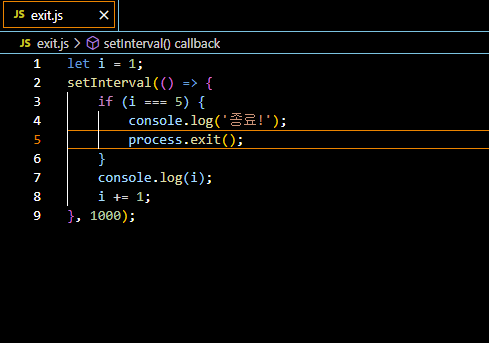 JS exit.js ×
JS exit.js > setInterval() callback
1 let i = 1;
2 setInterval(() => {
3     if (i === 5) {
4         console.log('종료!');
5         process.exit();
6     }
7     console.log(i);
8     i += 1;
9 }, 1000);